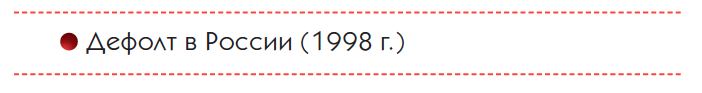 Дефолт в России (1998 г.)